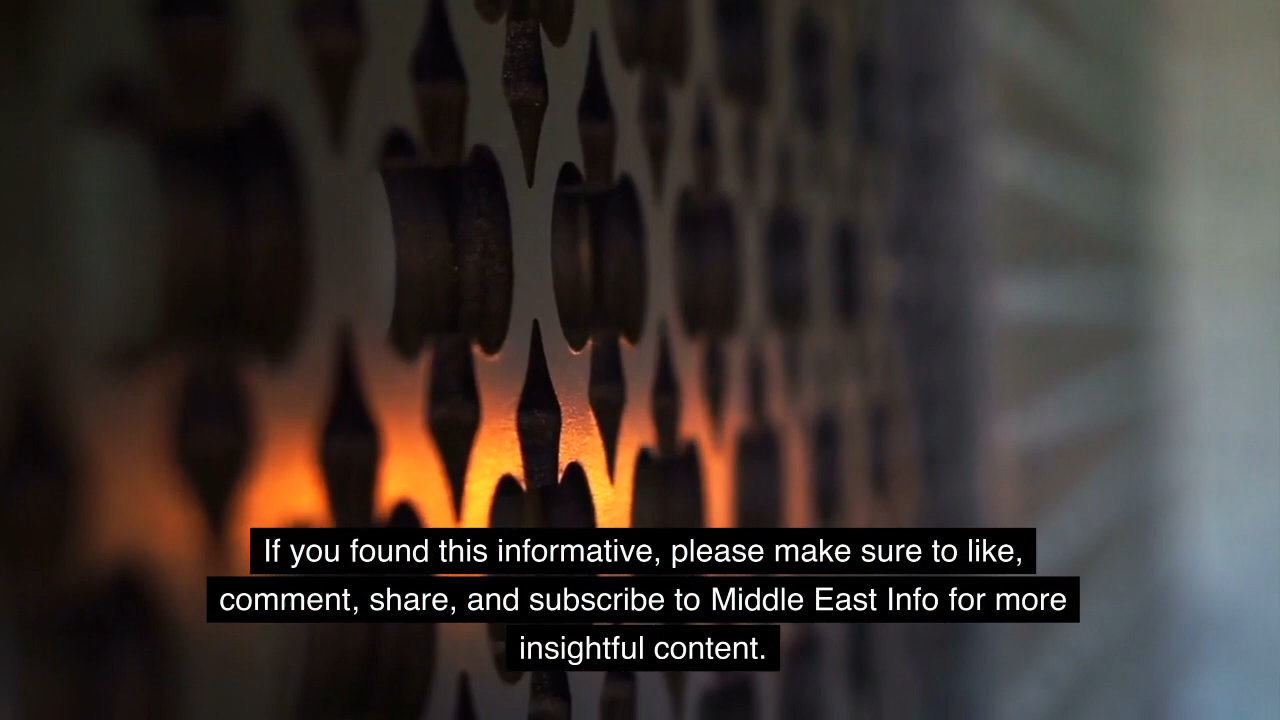 If you found this informative, please make sure to like,
comment, share, and subscribe to Middle East Info for more
insightful content.